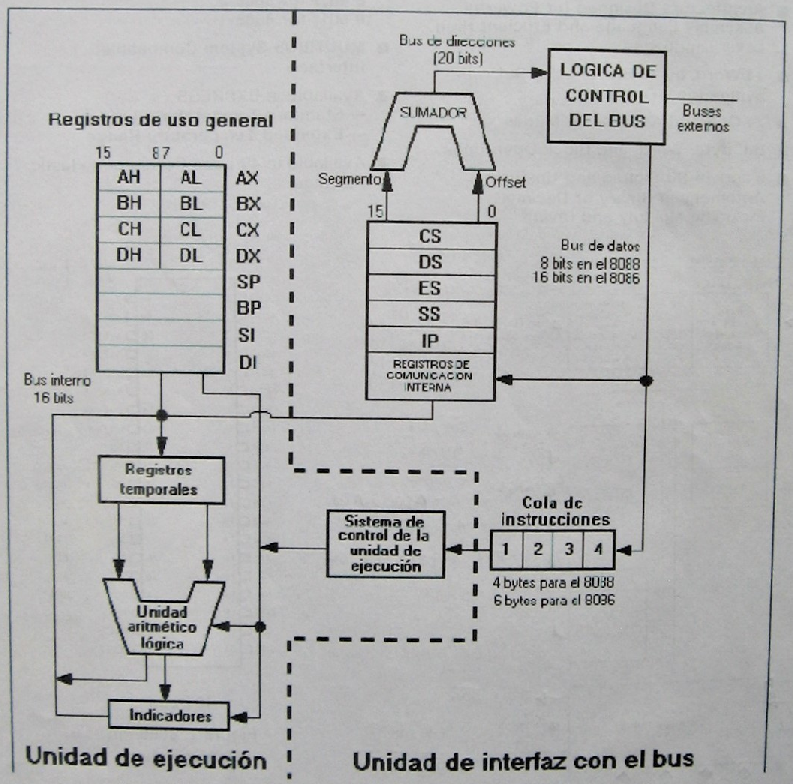 Bus de direcciones
(20 bits)
LOGICA DE
CONTROL
DEL BUS
Buses
externos
SUMADOR
Segmento
Offset
15
0
CS
DS
ES
SS
IP
REGISTROS DE
COMUNICACION
INTERNA
Bus de datos
8 bits en el 8088
16 bits en el 8086
Registros de uso general
15 87 0
AH AL AX
BH BL BX
CH CL CX
DH DL DX
SP
BP
SI
DI
Bus interno
16 bits
Registros
temporales
Unidad
aritmético
lógica
Indicadores
Sistema de
control de la
unidad de
ejecución
Cola de
instrucciones
1 2 3 4
4 bytes para el 8088
6 bytes para el 8086
Unidad de ejecución
Unidad de interfaz con el bus